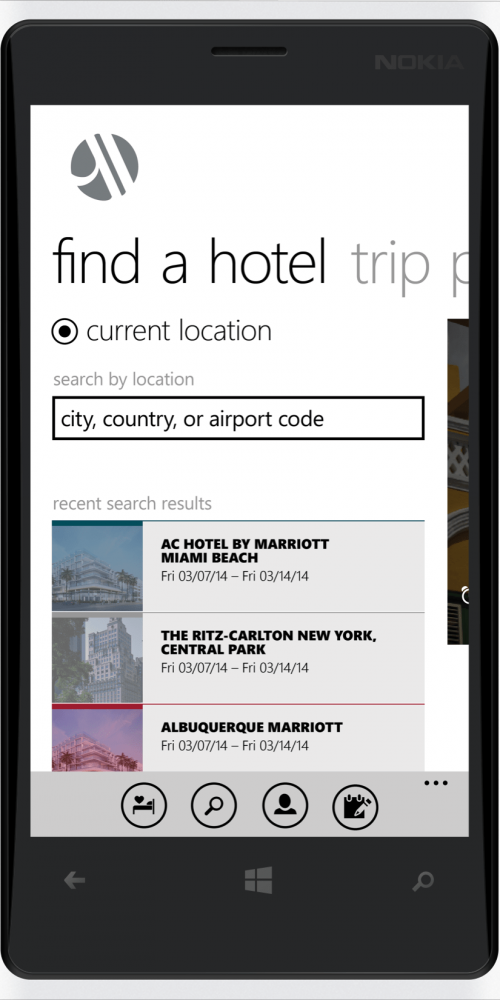 NOKIA
find a hotel trip p
current location
search by location
city, country, or airport code
recent search results
AC HOTEL BY MARRIOTT
MIAMI BEACH
Fri 03/07/14 – Fri 03/14/14
THE RITZ-CARLTON NEW YORK,
CENTRAL PARK
Fri 03/07/14 – Fri 03/14/14
ALBUQUERQUE MARRIOTT
Fri 03/07/14 – Fri 03/14/14